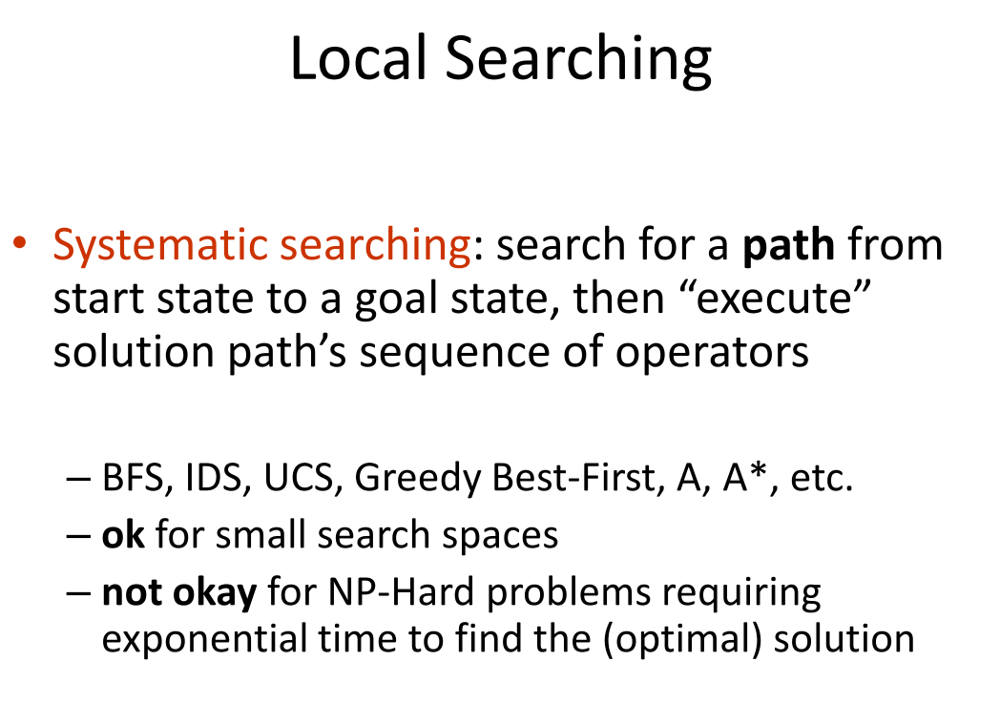 Local Searching
• Systematic searching: search for a path from
start state to a goal state, then “execute”
solution path’s sequence of operators
– BFS, IDS, UCS, Greedy Best-First, A, A*, etc.
– ok for small search spaces
– not okay for NP-Hard problems requiring
exponential time to find the (optimal) solution